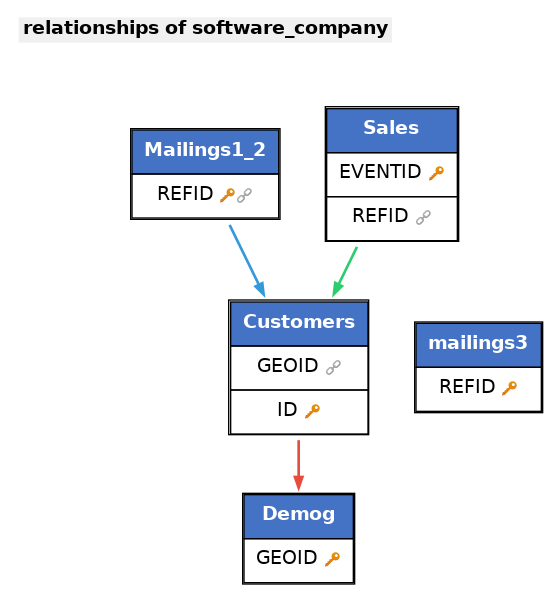 relationships of software_company
Sales
Mailings1_2
EVENTID
REFID
REFID
Customers
mailings3
GEOID
REFID
ID
Demog
GEOID